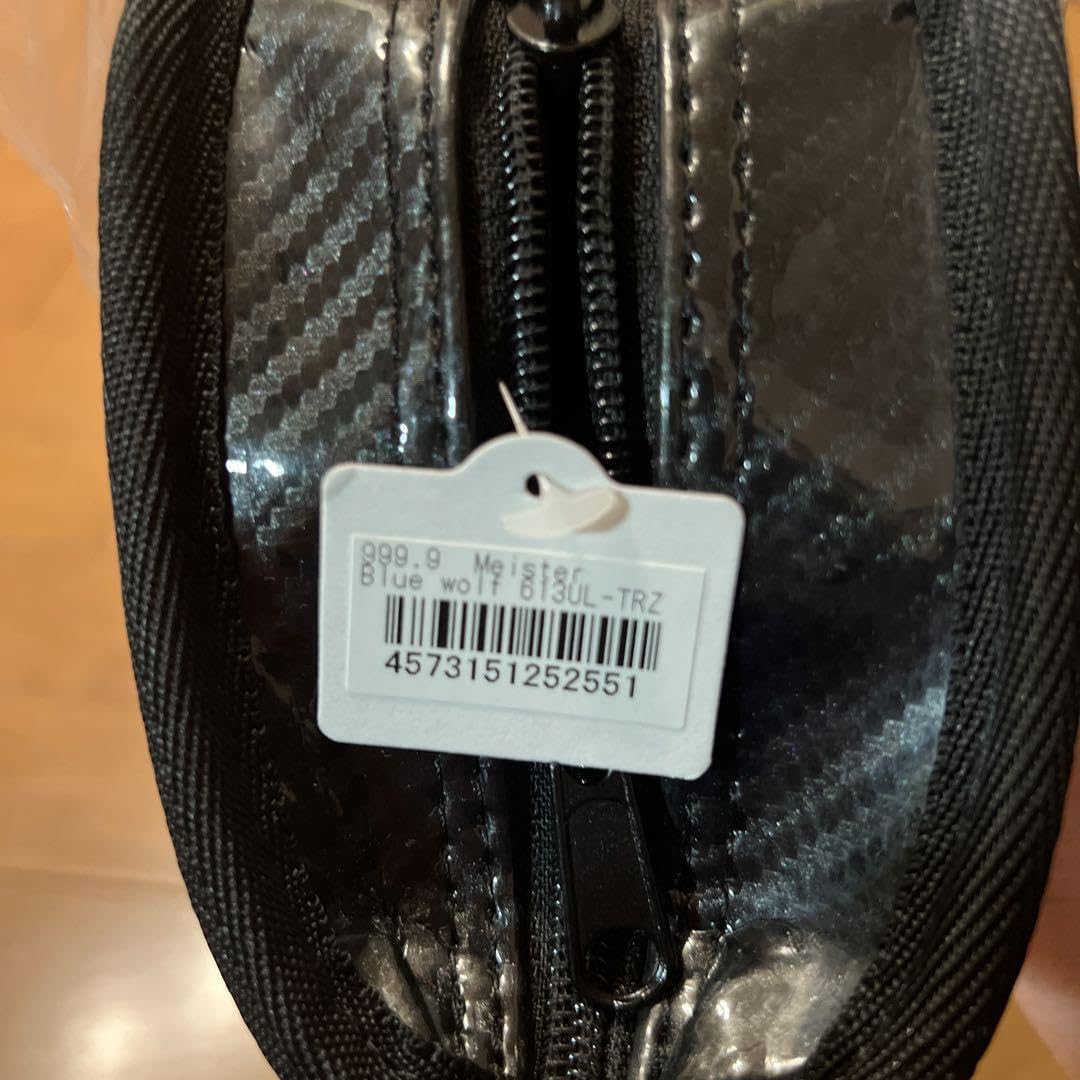 999.9 Meister
Blue wolf 613UL-TRZ
4573151252551